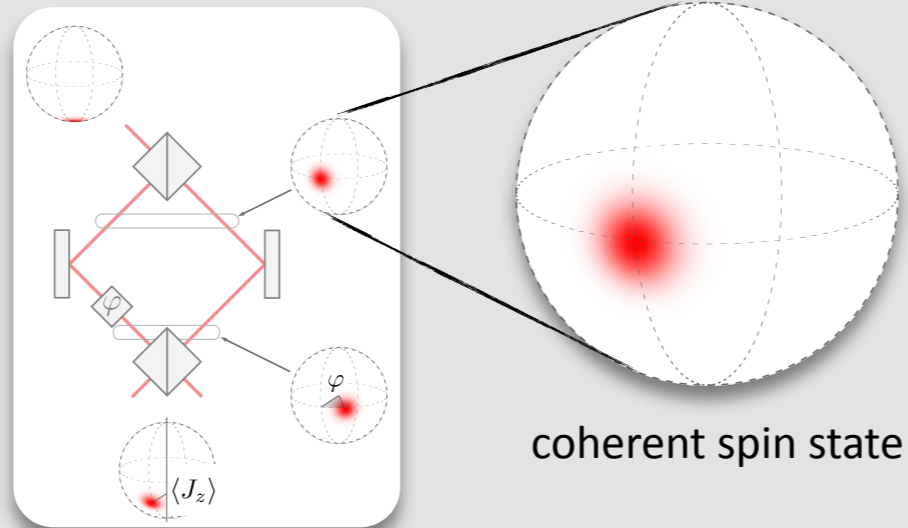 φ
φ
⟨J_z⟩
coherent spin state